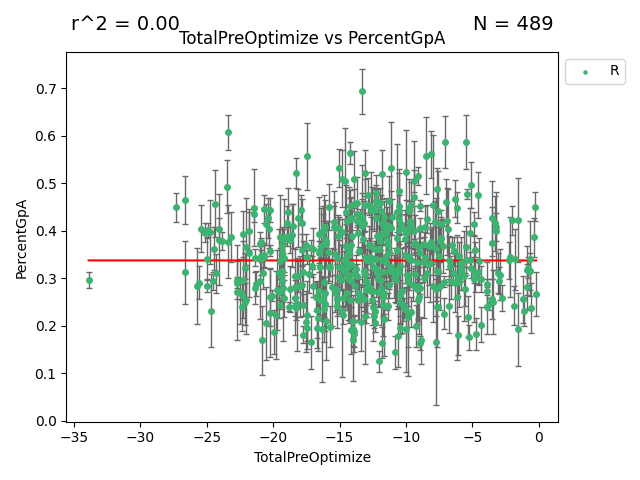 r^2 = 0.00
N = 489
TotalPreOptimize vs PercentGpA
R
PercentGpA
0.7
0.6
0.5
0.4
0.3
0.2
0.1
0.0
−35
−30
−25
−20
−15
−10
−5
0
TotalPreOptimize